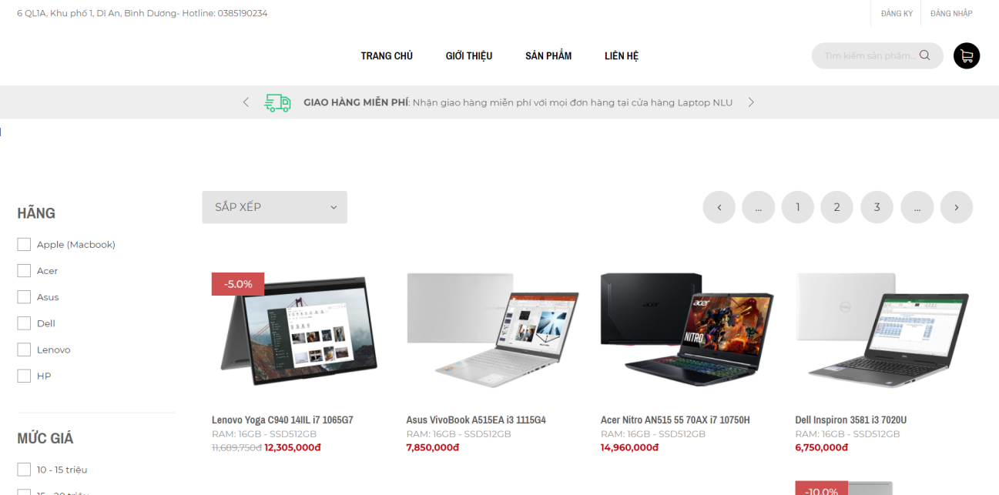 6 QL1A, Khu phố 1, Dĩ An, Bình Dương- Hotline: 0385190234
ĐĂNG KÝ
ĐĂNG NHẬP
TRANG CHỦ
GIỚI THIỆU
SẢN PHẨM
LIÊN HỆ
Tìm kiếm sản phẩm...
GIAO HÀNG MIỄN PHÍ: Nhận giao hàng miễn phí với mọi đơn hàng tại cửa hàng Laptop NLU
HÃNG
Apple (Macbook)
Acer
Asus
Dell
Lenovo
HP
MỨC GIÁ
10 - 15 triệu
15 - 20 triệu
SẮP XẾP
...
1
2
3
...
-5.0%
acer
acer
NITRO
Lenovo Yoga C940 14IIL i7 1065G7
RAM: 16GB - SSD512GB
11,689,750đ 12,305,000đ
Asus VivoBook A515EA i3 1115G4
RAM: 16GB - SSD512GB
7,850,000đ
Acer Nitro AN515 55 70AX i7 10750H
RAM: 16GB - SSD512GB
14,960,000đ
Dell Inspiron 3581 i3 7020U
RAM: 16GB - SSD512GB
6,750,000đ
-10.0%